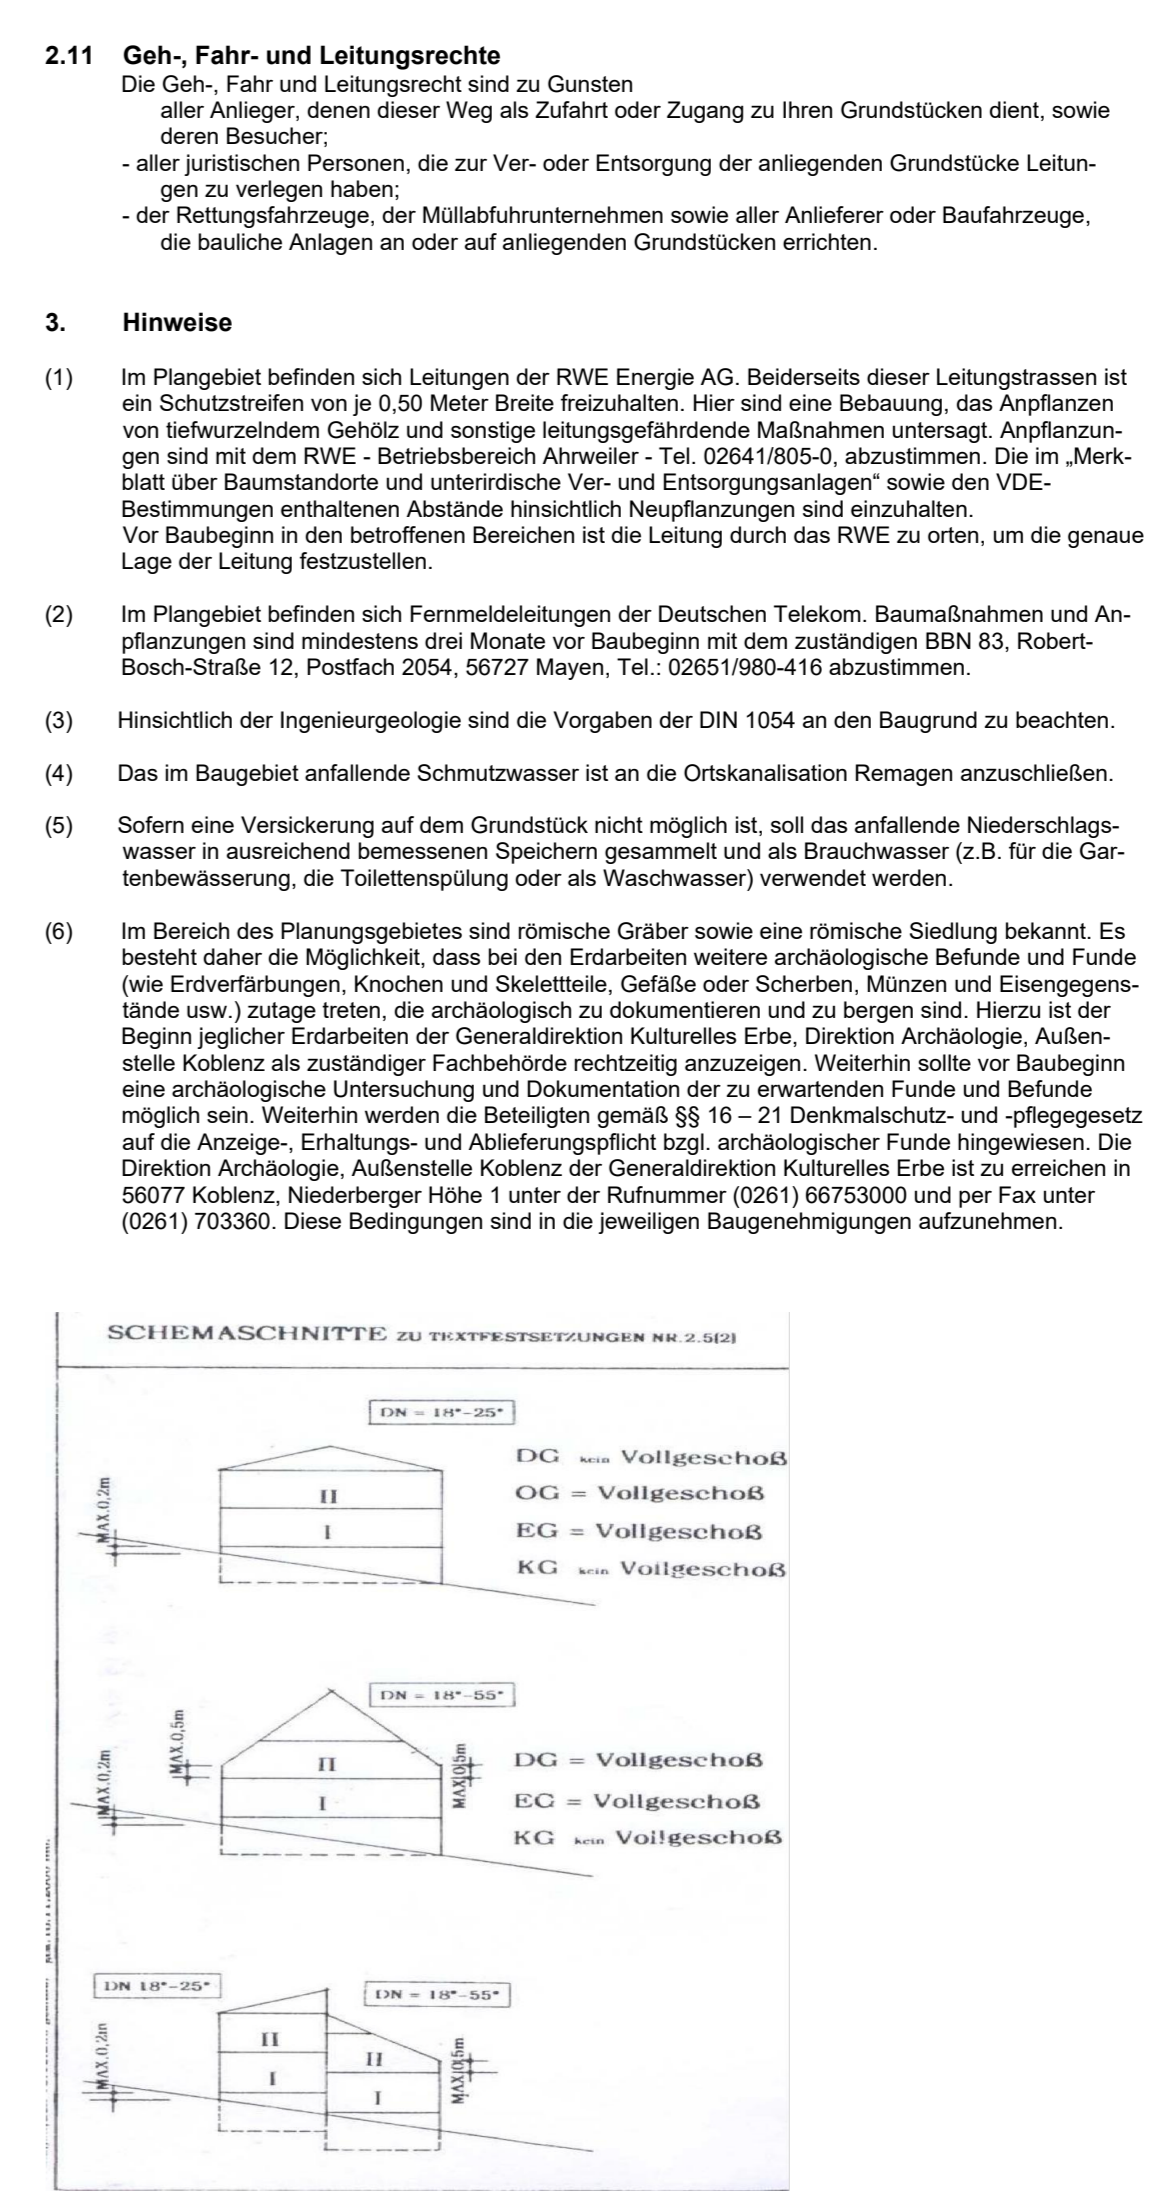 2.11 Geh-, Fahr- und Leitungsrechte
Die Geh-, Fahr und Leitungsrecht sind zu Gunsten
aller Anlieger, denen dieser Weg als Zufahrt oder Zugang zu Ihren Grundstücken dient, sowie
deren Besucher;
- aller juristischen Personen, die zur Ver- oder Entsorgung der anliegenden Grundstücke Leitun-
gen zu verlegen haben;
- der Rettungsfahrzeuge, der Müllabfuhrunternehmen sowie aller Anlieferer oder Baufahrzeuge,
die bauliche Anlagen an oder auf anliegenden Grundstücken errichten.
3. Hinweise
(1) Im Plangebiet befinden sich Leitungen der RWE Energie AG. Beiderseits dieser Leitungstrassen ist
ein Schutzstreifen von je 0,50 Meter Breite freizuhalten. Hier sind eine Bebauung, das Anpflanzen
von tiefwurzelndem Gehölz und sonstige leitungsgefährdende Maßnahmen untersagt. Anpflanzun-
gen sind mit dem RWE - Betriebsbereich Ahrweiler - Tel. 02641/805-0, abzustimmen. Die im „Merk-
blatt über Baumstandorte und unterirdische Ver- und Entsorgungsanlagen“ sowie den VDE-
Bestimmungen enthaltenen Abstände hinsichtlich Neupflanzungen sind einzuhalten.
Vor Baubeginn in den betroffenen Bereichen ist die Leitung durch das RWE zu orten, um die genaue
Lage der Leitung festzustellen.
(2) Im Plangebiet befinden sich Fernmeldeleitungen der Deutschen Telekom. Baumaßnahmen und An-
pflanzungen sind mindestens drei Monate vor Baubeginn mit dem zuständigen BBN 83, Robert-
Bosch-Straße 12, Postfach 2054, 56727 Mayen, Tel.: 02651/980-416 abzustimmen.
(3) Hinsichtlich der Ingenieurgeologie sind die Vorgaben der DIN 1054 an den Baugrund zu beachten.
(4) Das im Baugebiet anfallende Schmutzwasser ist an die Ortskanalisation Remagen anzuschließen.
(5) Sofern eine Versickerung auf dem Grundstück nicht möglich ist, soll das anfallende Niederschlags-
wasser in ausreichend bemessenen Speichern gesammelt und als Brauchwasser (z.B. für die Gar-
tenbewässerung, die Toilettenspülung oder als Waschwasser) verwendet werden.
(6) Im Bereich des Planungsgebietes sind römische Gräber sowie eine römische Siedlung bekannt. Es
besteht daher die Möglichkeit, dass bei den Erdarbeiten weitere archäologische Befunde und Funde
(wie Erdverfärbungen, Knochen und Skelettteile, Gefäße oder Scherben, Münzen und Eisengegens-
tände usw.) zutage treten, die archäologisch zu dokumentieren und zu bergen sind. Hierzu ist der
Beginn jeglicher Erdarbeiten der Generaldirektion Kulturelles Erbe, Direktion Archäologie, Außen-
stelle Koblenz als zuständiger Fachbehörde rechtzeitig anzuzeigen. Weiterhin sollte vor Baubeginn
eine archäologische Untersuchung und Dokumentation der zu erwartenden Funde und Befunde
möglich sein. Weiterhin werden die Beteiligten gemäß §§ 16 – 21 Denkmalschutz- und -pflegegesetz
auf die Anzeige-, Erhaltungs- und Ablieferungspflicht bzgl. archäologischer Funde hingewiesen. Die
Direktion Archäologie, Außenstelle Koblenz der Generaldirektion Kulturelles Erbe ist zu erreichen in
56077 Koblenz, Niederberger Höhe 1 unter der Rufnummer (0261) 66753000 und per Fax unter
(0261) 703360. Diese Bedingungen sind in die jeweiligen Baugenehmigungen aufzunehmen.
SCHEMASCHNITTE ZU TEXTFESTSETZUNGEN NR.2.5(2)
DN = 18°-25°
DG kein Vollgeschoß
OG = Vollgeschoß
EG = Vollgeschoß
KG kein Vollgeschoß
II
I
MAX.0,2m
DN = 18°-55°
MAX.0,5m
MAX.0,2m
MAX.0,5m
II
I
DG = Vollgeschoß
EG = Vollgeschoß
KG kein Vollgeschoß
DN 18°-25°
DN = 18°-55°
MAX.0,2m
II
I
II
I
MAX.0,5m